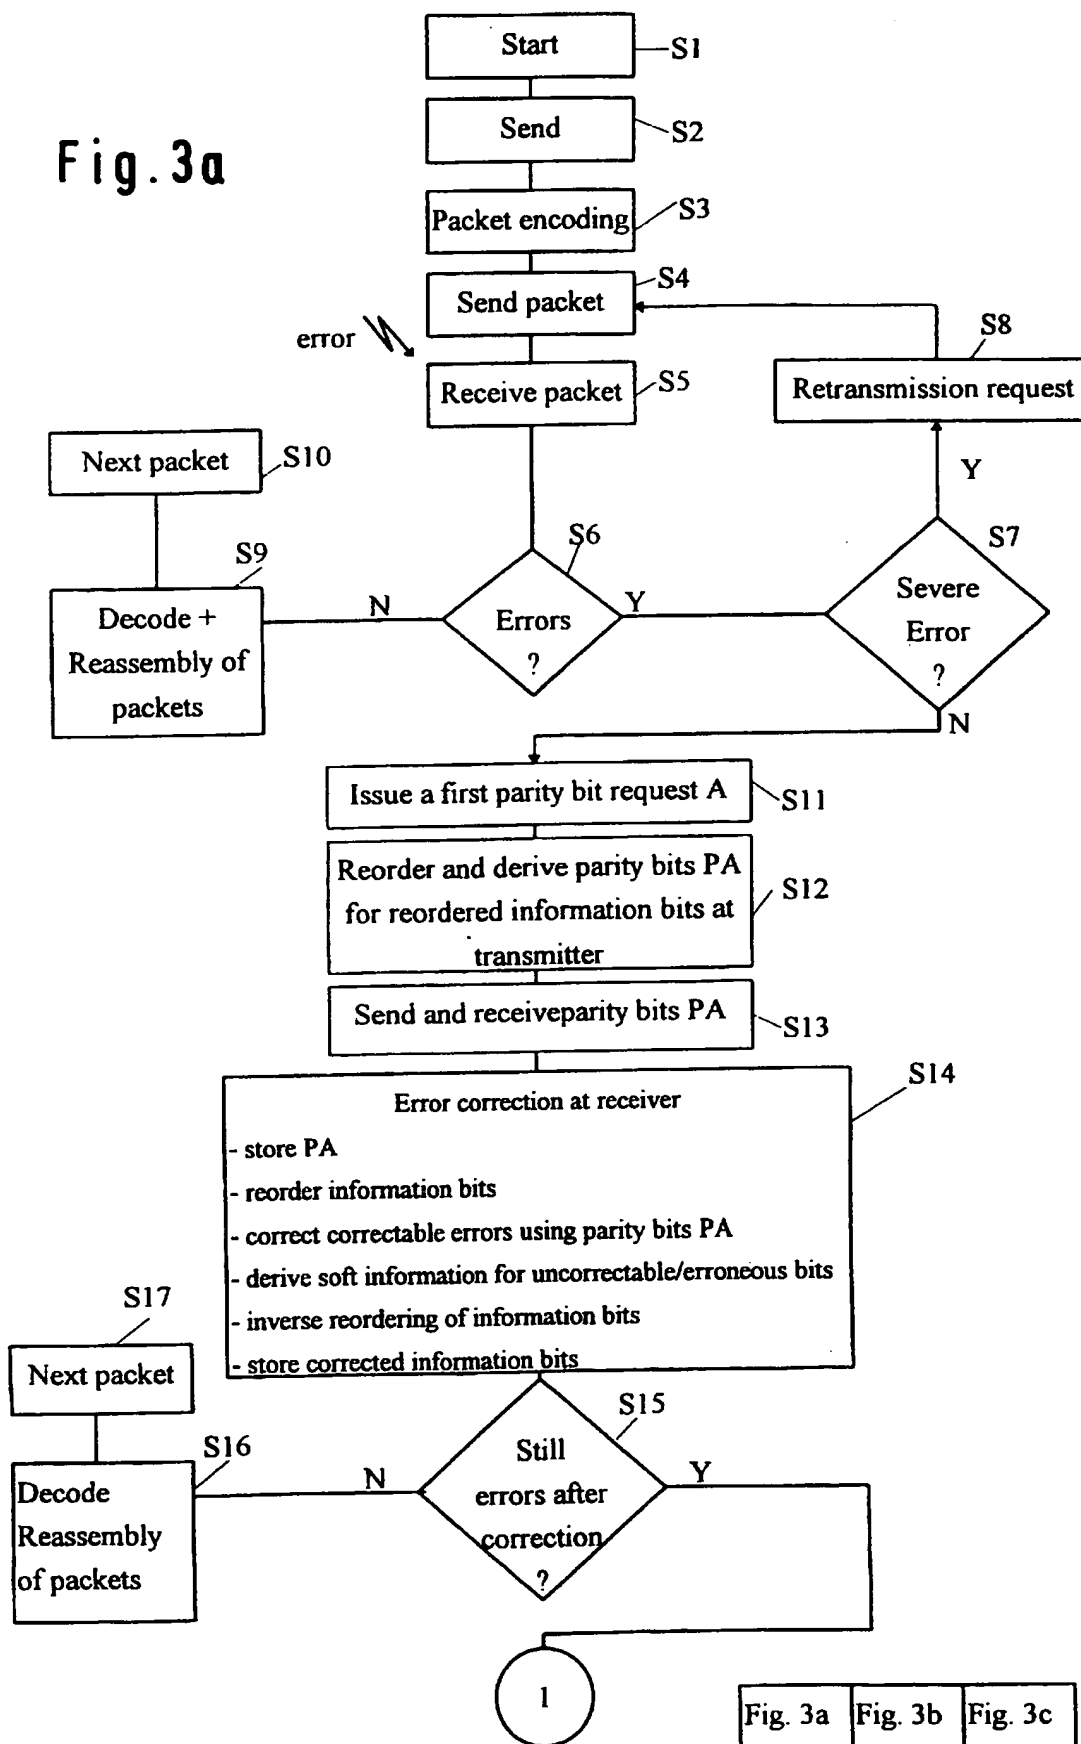 Start
S1
Fig. 3a
Send
S2
Packet encoding
S3
Send packet
S4
error
Receive packet
S5
S8
Retransmission request
Next packet
S10
Y
S6
S7
S9
Decode +
Reassembly of
packets
N
Errors
?
Y
Severe
Error
?
N
Issue a first parity bit request A
S11
Reorder and derive parity bits PA
for reordered information bits at
transmitter
S12
Send and receiveparity bits PA
S13
S14
Error correction at receiver
- store PA
- reorder information bits
- correct correctable errors using parity bits PA
- derive soft information for uncorrectable/erroneous bits
- inverse reordering of information bits
- store corrected information bits
S17
Next packet
S15
S16
Decode
Reassembly
of packets
N
Still
errors after
correction
?
Y
1
Fig. 3a
Fig. 3b
Fig. 3c